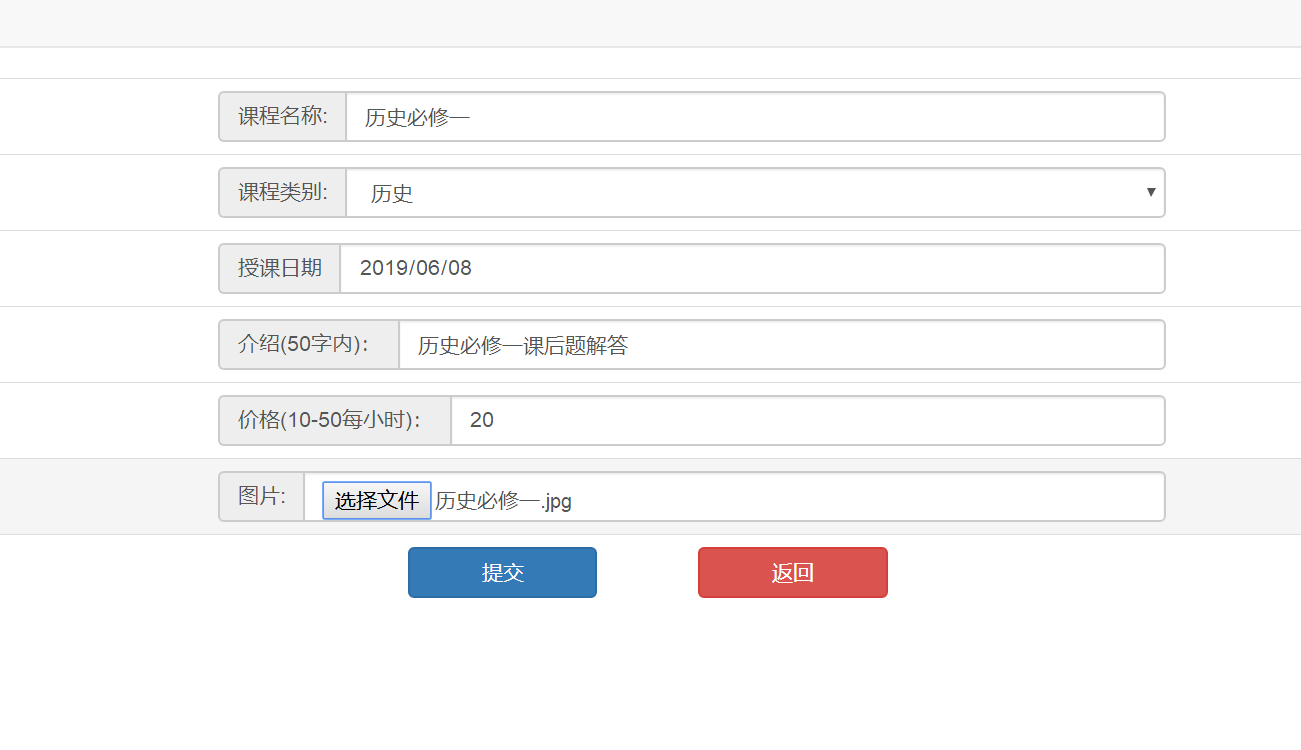 课程名称: 历史必修一
课程类别: 历史
授课日期 2019/06/08
介绍(50字内)： 历史必修一课后题解答
价格(10-50每小时)： 20
图片: 选择文件 历史必修一.jpg
提交 返回